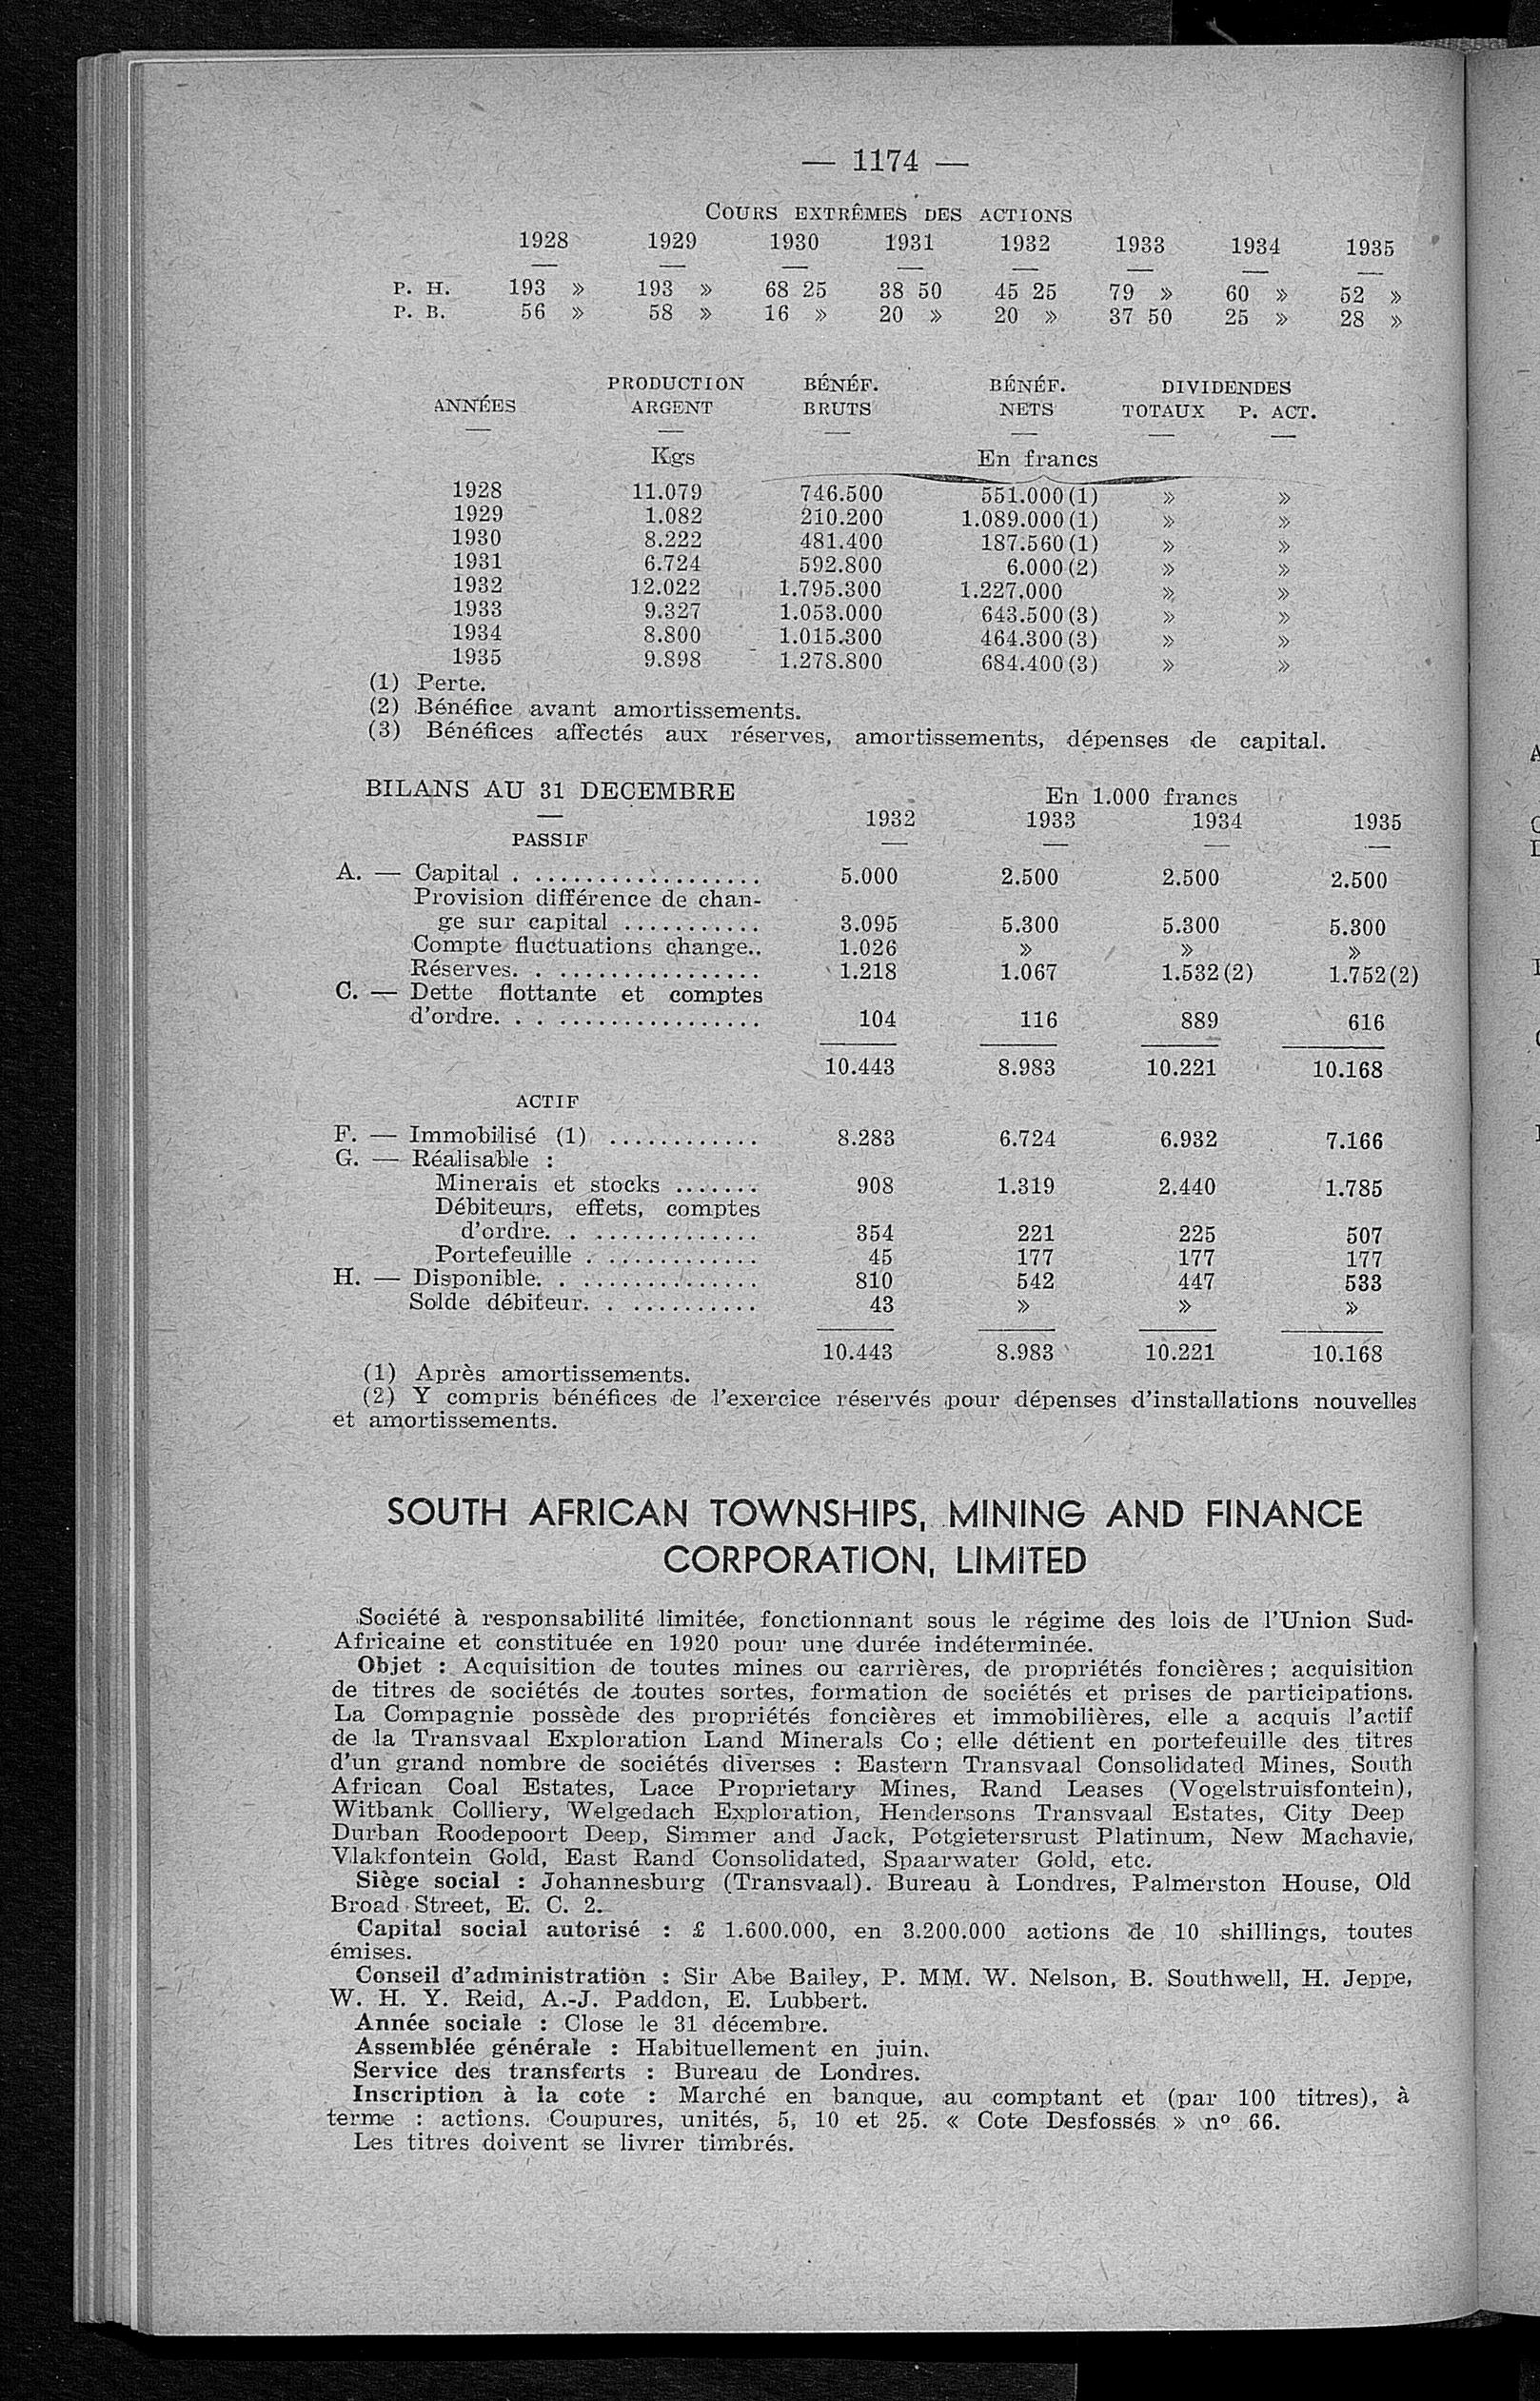 — 1174 —
COURS EXTRÊMES DES ACTIONS
1928 1929 1930 1931 1932 1933 1934 1935
P. H. 193 » 193 » 68 25 38 50 45 25 79 » 60 » 52 »
P. B. 56 » 58 » 16 » 20 » 20 » 37 50 25 » 28 »
PRODUCTION BÉNÉF. BÉNÉF. DIVIDENDES
ANNÉES ARGENT BRUTS NETS TOTAUX P. ACT.
Kgs En francs
1928 11.079 746.500 551.000(1) » »
1929 1.082 210.200 1.089.000(1) » »
1930 8.222 481.400 187.560(1) » »
1931 6.724 592.800 6.000(2) » »
1932 12.022 1.795.300 1.227.000 » »
1933 9.327 1.053.000 643.500(3) » »
1934 8.800 1.015.300 464.300(3) » »
1935 9.898 1.278.800 684.400(3) » »
(1) Perte.
(2) Bénéfice avant amortissements.
(3) Bénéfices affectés aux réserves, amortissements, dépenses de capital.
BILANS AU 31 DECEMBRE En 1.000 francs
1932 1933 1934 1935
PASSIF
A. — Capital . .................. 5.000 2.500 2.500 2.500
Provision différence de chan-
ge sur capital ........... 3.095 5.300 5.300 5.300
Compte fluctuations change.. 1.026 » » »
Réserves. . ................ 1.218 1.067 1.532(2) 1.752(2)
C. — Dette flottante et comptes
d'ordre. . . ................ 104 116 889 616
10.443 8.983 10.221 10.168
ACTIF
F. — Immobilisé (1) ............ 8.283 6.724 6.932 7.166
G. — Réalisable :
Minerais et stocks ....... 908 1.319 2.440 1.785
Débiteurs, effets, comptes
d'ordre. . ............. 354 221 225 507
Portefeuille . ............ 45 177 177 177
H. — Disponible. . .............. 810 542 447 533
Solde débiteur. . .......... 43 » » »
10.443 8.983 10.221 10.168
(1) Après amortissements.
(2) Y compris bénéfices de l'exercice réservés pour dépenses d'installations nouvelles
et amortissements.
SOUTH AFRICAN TOWNSHIPS, MINING AND FINANCE
CORPORATION, LIMITED
Société à responsabilité limitée, fonctionnant sous le régime des lois de l'Union Sud-
Africaine et constituée en 1920 pour une durée indéterminée.
Objet : Acquisition de toutes mines ou carrières, de propriétés foncières ; acquisition
de titres de sociétés de toutes sortes, formation de sociétés et prises de participations.
La Compagnie possède des propriétés foncières et immobilières, elle a acquis l'actif
de la Transvaal Exploration Land Minerals Co ; elle détient en portefeuille des titres
d'un grand nombre de sociétés diverses : Eastern Transvaal Consolidated Mines, South
African Coal Estates, Lace Proprietary Mines, Rand Leases (Vogelstruisfontein),
Witbank Colliery, Welgedach Exploration, Hendersons Transvaal Estates, City Deep
Durban Roodepoort Deep, Simmer and Jack, Potgietersrust Platinum, New Machavie,
Vlakfontein Gold, East Rand Consolidated, Spaarwater Gold, etc.
Siège social : Johannesburg (Transvaal). Bureau à Londres, Palmerston House, Old
Broad Street, E. C. 2.
Capital social autorisé : £ 1.600.000, en 3.200.000 actions de 10 shillings, toutes
émises.
Conseil d'administration : Sir Abe Bailey, P. MM. W. Nelson, B. Southwell, H. Jeppe,
W. H. Y. Reid, A.-J. Paddon, E. Lubbert.
Année sociale : Close le 31 décembre.
Assemblée générale : Habituellement en juin.
Service des transferts : Bureau de Londres.
Inscription à la cote : Marché en banque, au comptant et (par 100 titres), à
terme : actions. Coupures, unités, 5, 10 et 25. « Cote Desfossés » nº 66.
Les titres doivent se livrer timbrés.